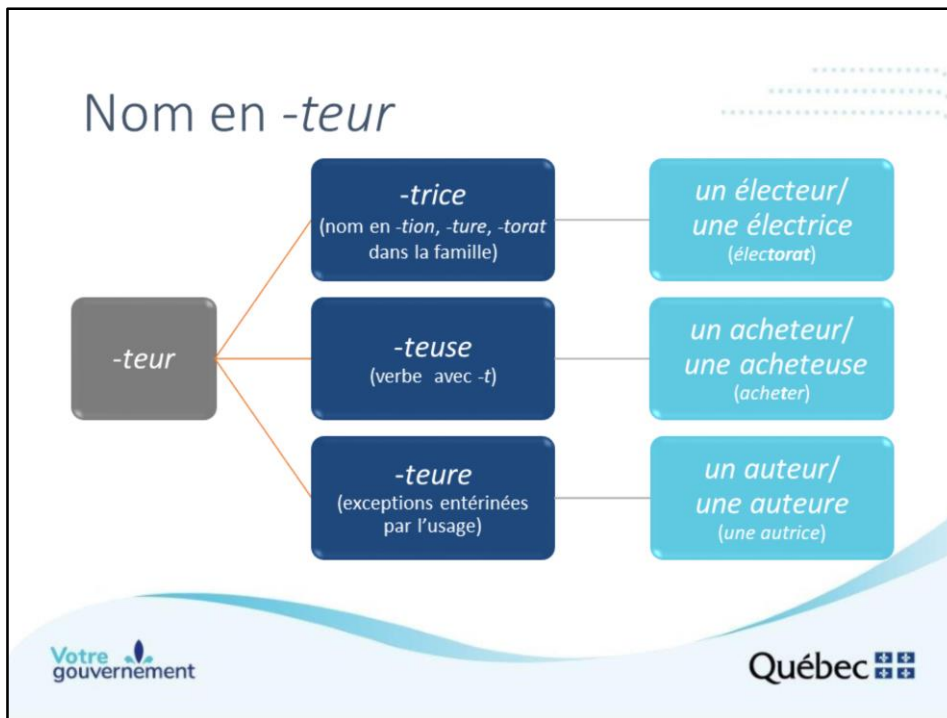 Nom en -teur
-teur
-trice
(nom en -tion, -ture, -torat
dans la famille)
un électeur/
une électrice
(électorat)
-teuse
(verbe avec -t)
un acheteur/
une acheteuse
(acheter)
-teure
(exceptions entérinées
par l'usage)
un auteur/
une auteure
(une autrice)
Votre
gouvernement
Québec